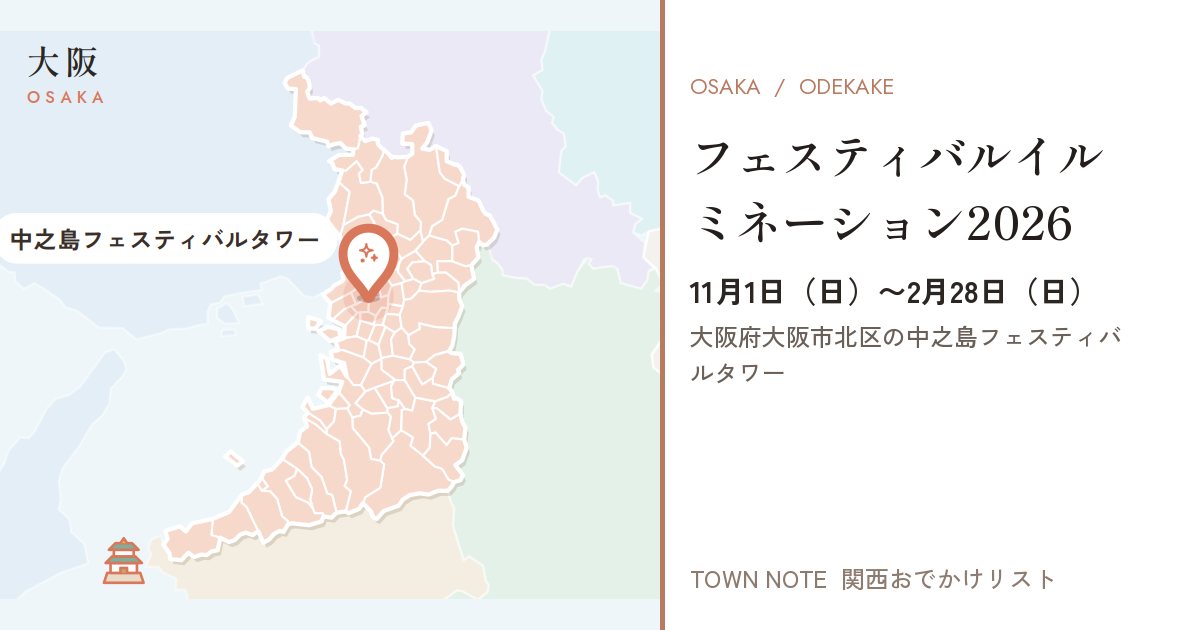 大阪
OSAKA
中之島フェスティバルタワー
OSAKA / ODEKAKE
フェスティバルイル
ミネーション2026
11月1日（日）〜2月28日（日）
大阪府大阪市北区の中之島フェスティバ
ルタワー
TOWN NOTE 関西おでかけリスト